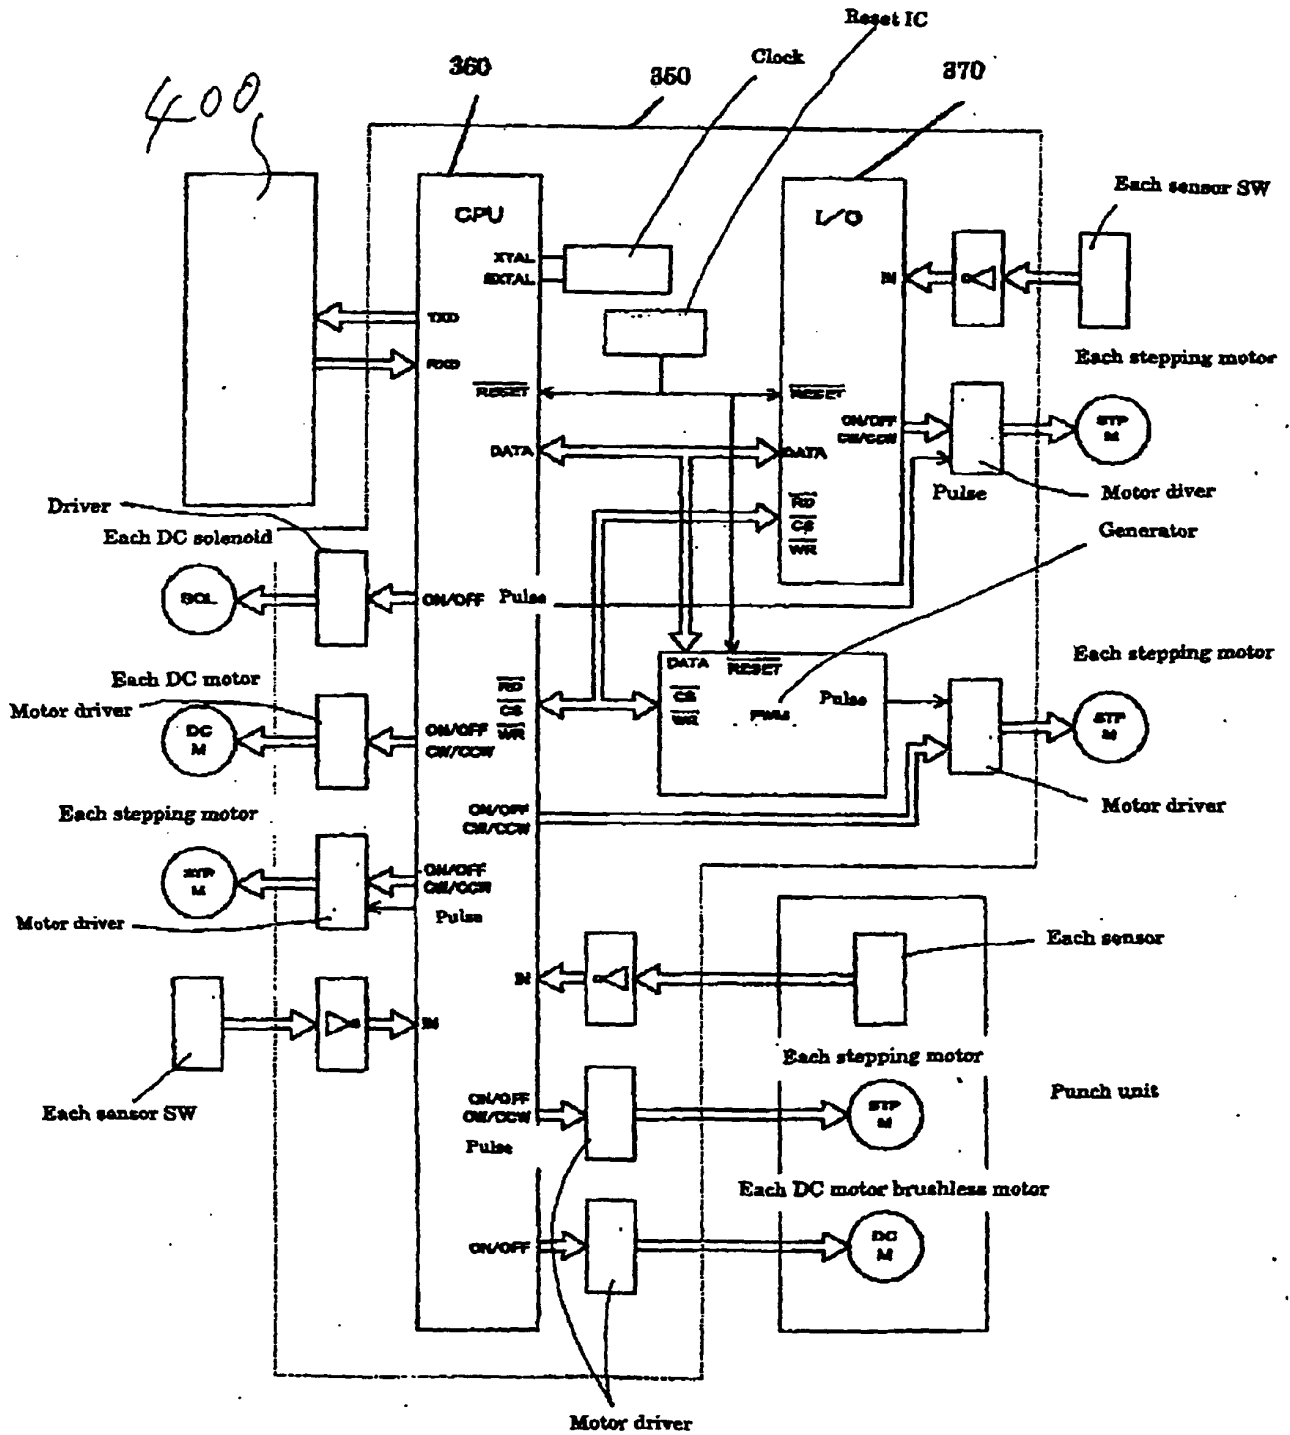 Reset IC
Clock
360
350
370
400
Each sensor SW
CPU
I/O
XTAL
EXTAL
IN
TXD
RXD
Each stepping motor
RESET
RESET
ON/OFF
CW/CCW
STP
M
DATA
DATA
Pulse
Motor diver
Driver
RD
CS
WR
Generator
Each DC solenoid
SOL
ON/OFF
Pulse
DATA
RESET
Each stepping motor
Each DC motor
RD
CS
WR
CS
WR
PWM
Pulse
Motor driver
DC
M
ON/OFF
CW/CCW
STP
M
Each stepping motor
ON/OFF
CW/CCW
Motor driver
STP
M
ON/OFF
CW/CCW
Pulse
Motor driver
Each sensor
IN
IN
Each stepping motor
Each sensor SW
ON/OFF
CW/CCW
Pulse
STP
M
Punch unit
Each DC motor brushless motor
ON/OFF
DC
M
Motor driver